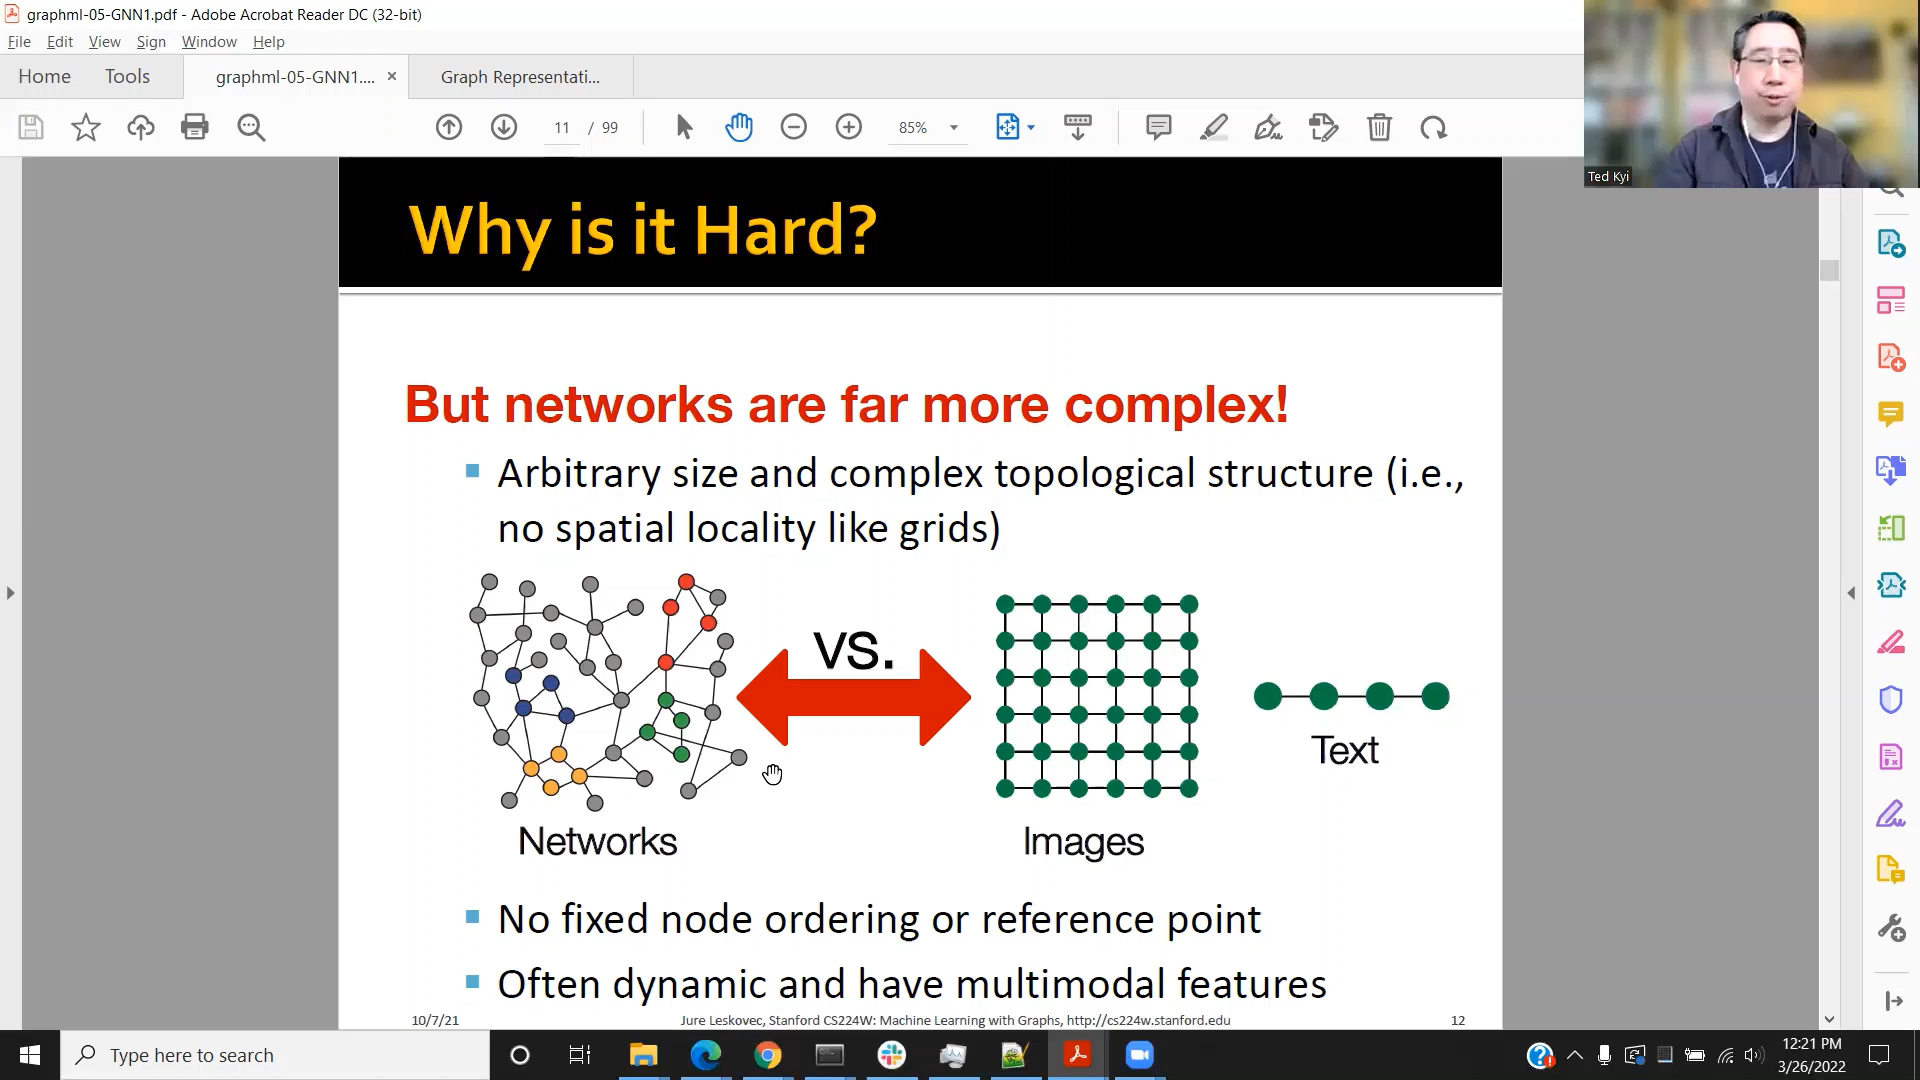 graphml-05-GNN1.pdf - Adobe Acrobat Reader DC (32-bit)
File Edit View Sign Window Help
Home Tools graphml-05-GNN1.... × Graph Representati...
11 / 99 85%
Ted Kyi
Why is it Hard?
But networks are far more complex!
Arbitrary size and complex topological structure (i.e.,
no spatial locality like grids)
vs.
Text
Networks
Images
No fixed node ordering or reference point
Often dynamic and have multimodal features
10/7/21 Jure Leskovec, Stanford CS224W: Machine Learning with Graphs, http://cs224w.stanford.edu 12
Type here to search
12:21 PM
3/26/2022